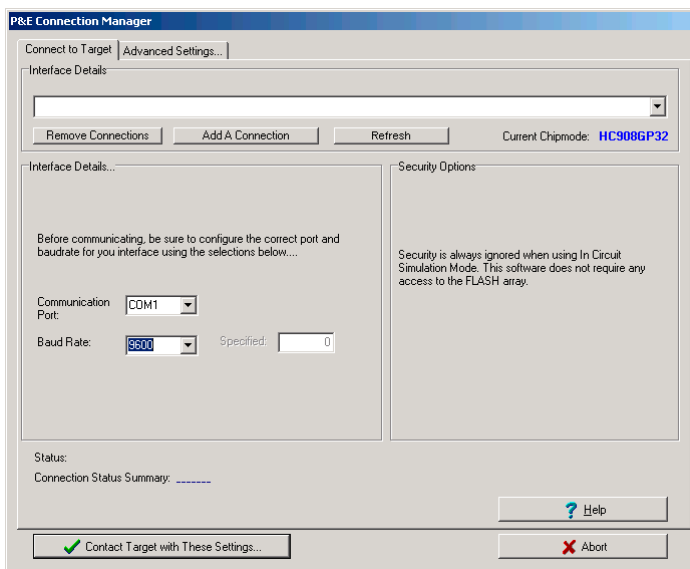 P&E Connection Manager
Connect to Target
Advanced Settings...
Interface Details
Remove Connections
Add A Connection
Refresh
Current Chipmode: HC908GP32
Interface Details...
Before communicating, be sure to configure the correct port and
baudrate for you interface using the selections below....
Communication
Port:
COM1
Baud Rate:
9600
Specified:
0
Security Options
Security is always ignored when using In Circuit
Simulation Mode. This software does not require any
access to the FLASH array.
Status:
Connection Status Summary: _______
? Help
Contact Target with These Settings...
Abort